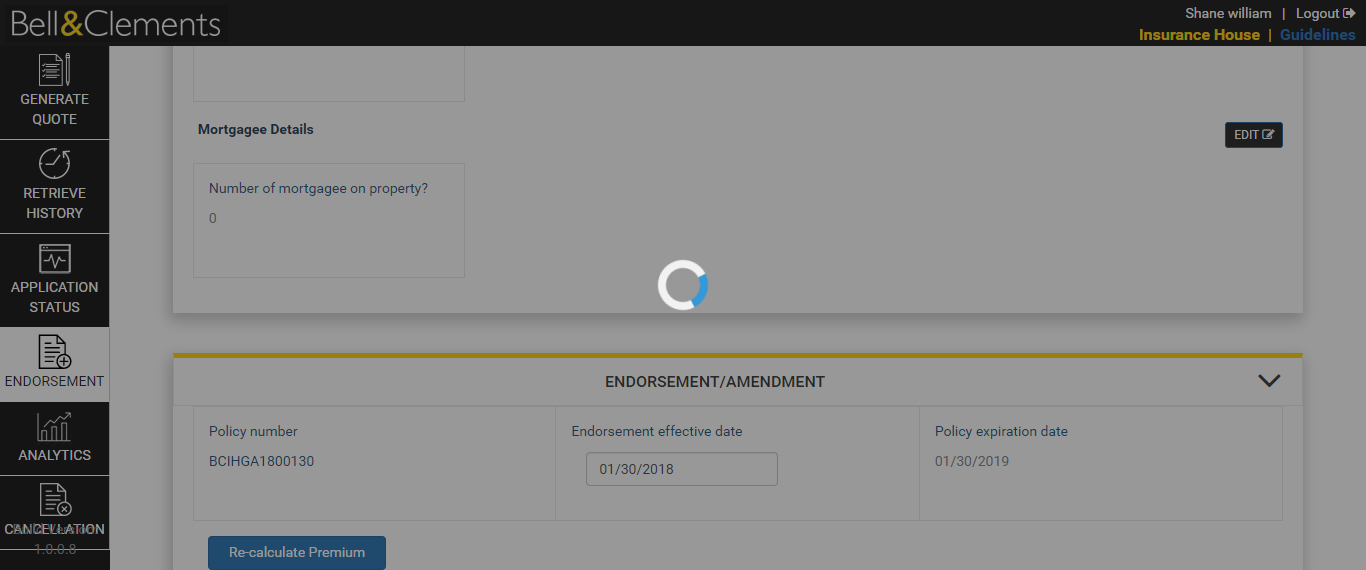 Bell&Clements
Shane william | Logout
Insurance House | Guidelines
GENERATE
QUOTE
RETRIEVE
HISTORY
APPLICATION
STATUS
ENDORSEMENT
ANALYTICS
CANCELLATION
Build Version
1.0.0.8
Mortgagee Details
EDIT
Number of mortgagee on property?
0
ENDORSEMENT/AMENDMENT
Policy number
BCIHGA1800130
Endorsement effective date
01/30/2018
Policy expiration date
01/30/2019
Re-calculate Premium